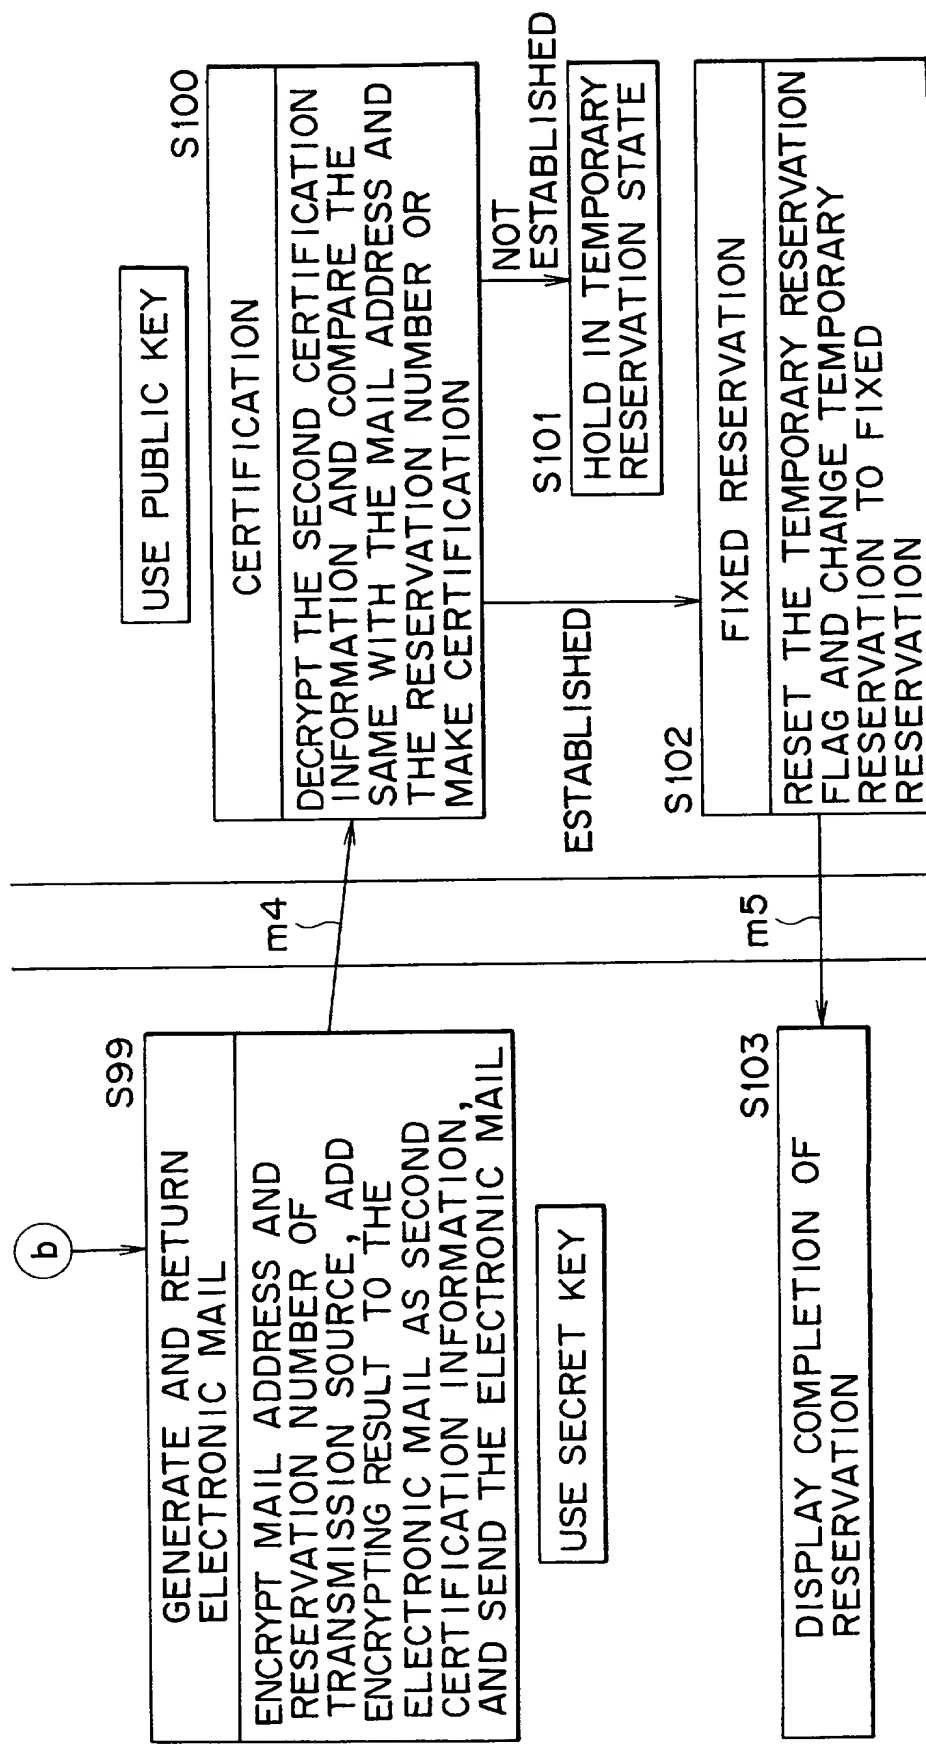 b
S99
GENERATE AND RETURN
ELECTRONIC MAIL
ENCRYPT MAIL ADDRESS AND
RESERVATION NUMBER OF
TRANSMISSION SOURCE, ADD
ENCRYPTING RESULT TO THE
ELECTRONIC MAIL AS SECOND
CERTIFICATION INFORMATION,
AND SEND THE ELECTRONIC MAIL
USE SECRET KEY
m4
USE PUBLIC KEY
S100
CERTIFICATION
DECRYPT THE SECOND CERTIFICATION
INFORMATION AND COMPARE THE
SAME WITH THE MAIL ADDRESS AND
THE RESERVATION NUMBER OR
MAKE CERTIFICATION
NOT
ESTABLISHED
S101
HOLD IN TEMPORARY
RESERVATION STATE
ESTABLISHED
S102
FIXED RESERVATION
RESET THE TEMPORARY RESERVATION
FLAG AND CHANGE TEMPORARY
RESERVATION TO FIXED
RESERVATION
m5
S103
DISPLAY COMPLETION OF
RESERVATION